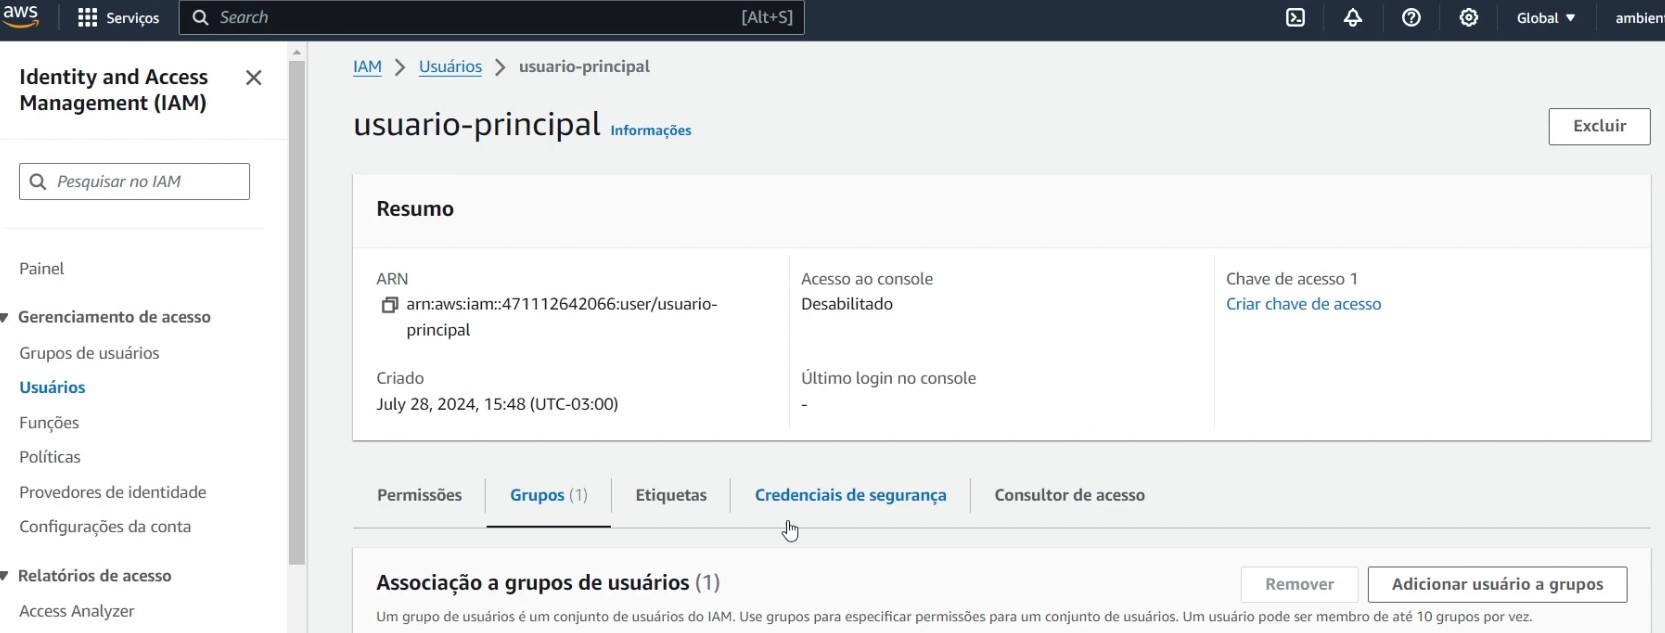 aws
Serviços
Search
[Alt+S]
Global
Identity and Access
Management (IAM)
Pesquisar no IAM
Painel
Gerenciamento de acesso
Grupos de usuários
Usuários
Funções
Políticas
Provedores de identidade
Configurações da conta
Relatórios de acesso
Access Analyzer
IAM
Usuários
usuario-principal
usuario-principal Informações
Excluir
Resumo
ARN
arn:aws:iam::471112642066:user/usuario-
principal
Criado
July 28, 2024, 15:48 (UTC-03:00)
Acesso ao console
Desabilitado
Último login no console
-
Chave de acesso 1
Criar chave de acesso
Permissões
Grupos (1)
Etiquetas
Credenciais de segurança
Consultor de acesso
Associação a grupos de usuários (1)
Remover
Adicionar usuário a grupos
Um grupo de usuários é um conjunto de usuários do IAM. Use grupos para especificar permissões para um conjunto de usuários. Um usuário pode ser membro de até 10 grupos por vez.